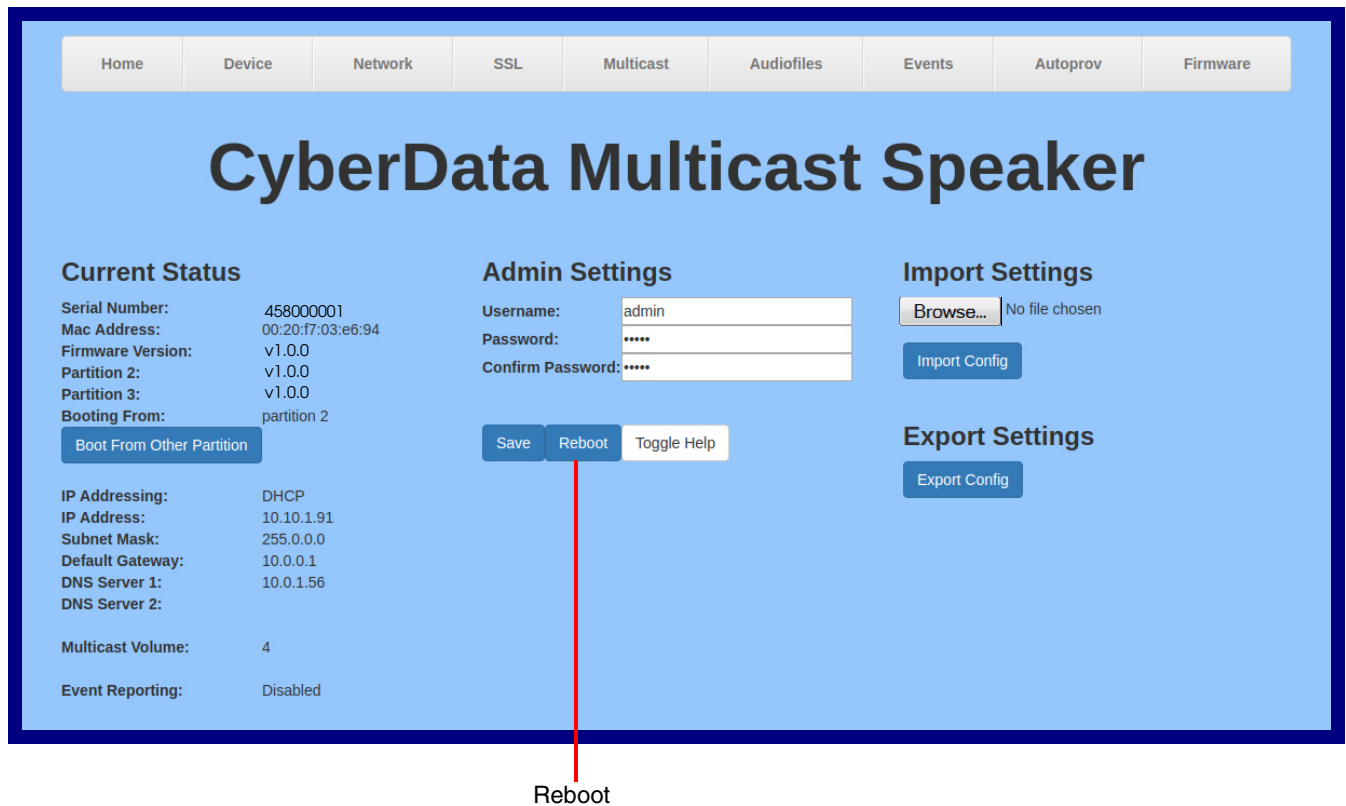 Home Device Network SSL Multicast Audiofiles Events Autoprov Firmware
CyberData Multicast Speaker
Current Status
Serial Number: 458000001
Mac Address: 00:20:f7:03:e6:94
Firmware Version: v1.0.0
Partition 2: v1.0.0
Partition 3: v1.0.0
Booting From: partition 2
Boot From Other Partition
IP Addressing: DHCP
IP Address: 10.10.1.91
Subnet Mask: 255.0.0.0
Default Gateway: 10.0.0.1
DNS Server 1: 10.0.1.56
DNS Server 2:
Multicast Volume: 4
Event Reporting: Disabled
Admin Settings
Username: admin
Password: •••••
Confirm Password: •••••
Save Reboot Toggle Help
Import Settings
Browse... No file chosen
Import Config
Export Settings
Export Config
Reboot